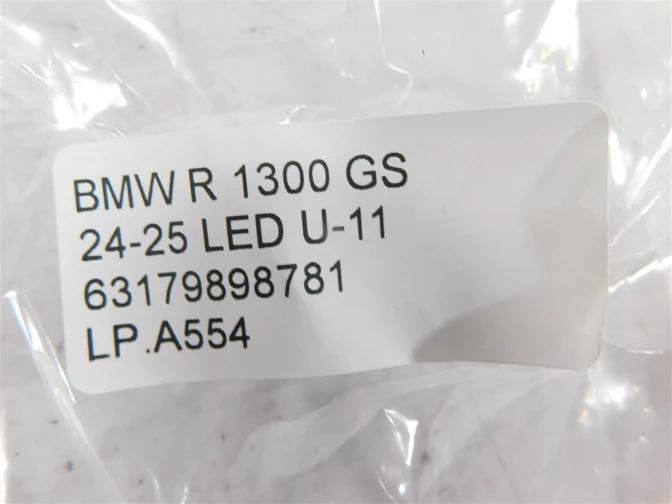 BMW R 1300 GS
24-25 LED U-11
63179898781
LP.A554